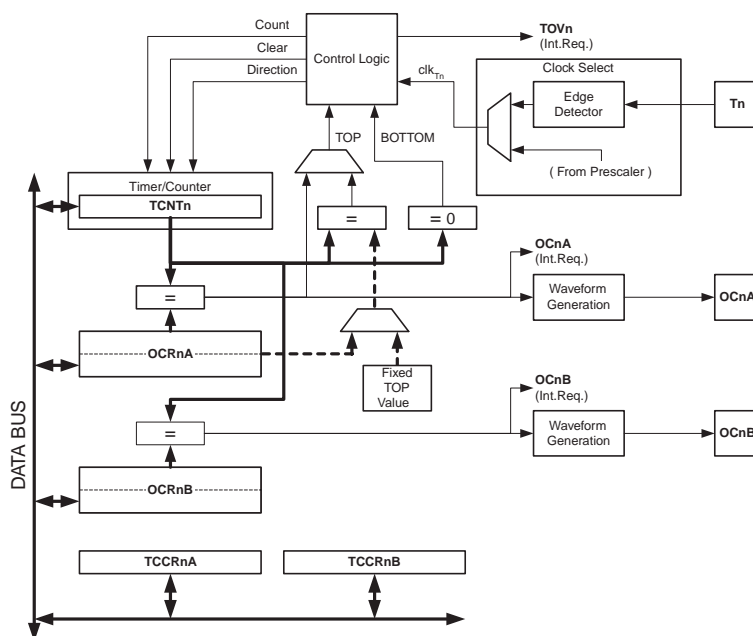 Count
Clear
Direction
Control Logic
TOVn
(Int.Req.)
clkTn
Clock Select
Edge
Detector
Tn
( From Prescaler )
TOP
BOTTOM
Timer/Counter
TCNTn
=
= 0
OCnA
(Int.Req.)
=
Waveform
Generation
OCnA
OCRnA
Fixed
TOP
Value
OCnB
(Int.Req.)
=
Waveform
Generation
OCnB
OCRnB
DATA BUS
TCCRnA
TCCRnB